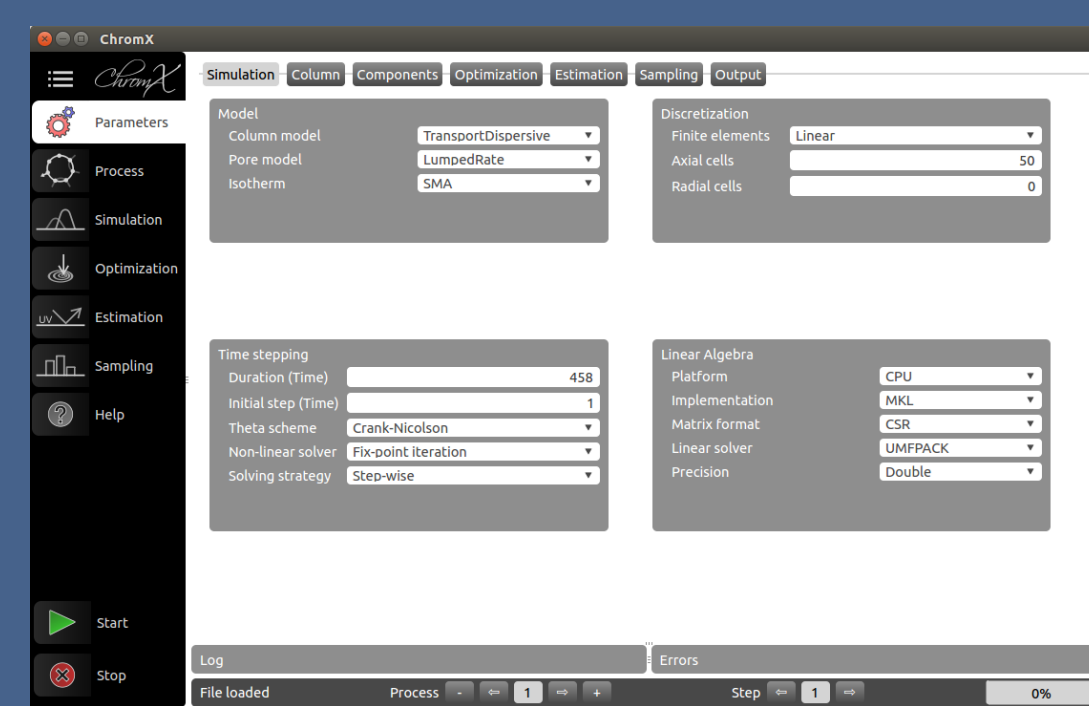 ChromX
ChromX
Parameters
Process
Simulation
Optimization
UV
Estimation
Sampling
Help
Start
Stop
Simulation Column Components Optimization Estimation Sampling Output
Model
Column model TransportDispersive
Pore model LumpedRate
Isotherm SMA
Discretization
Finite elements Linear
Axial cells 50
Radial cells 0
Time stepping
Duration (Time) 458
Initial step (Time) 1
Theta scheme Crank-Nicolson
Non-linear solver Fix-point iteration
Solving strategy Step-wise
Linear Algebra
Platform CPU
Implementation MKL
Matrix format CSR
Linear solver UMFPACK
Precision Double
Log Errors
File loaded Process - ⇦ 1 ⇨ + Step ⇦ 1 ⇨ 0%